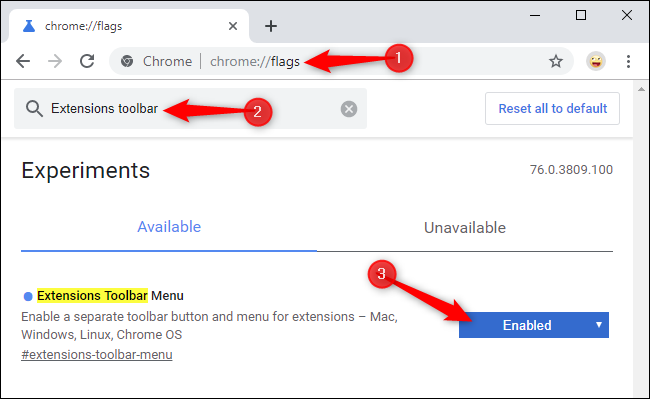 chrome://flags
Chrome | chrome://flags
1
Extensions toolbar
2
Reset all to default
Experiments
76.0.3809.100
Available
Unavailable
3
Extensions Toolbar Menu
Enable a separate toolbar button and menu for extensions – Mac,
Windows, Linux, Chrome OS
#extensions-toolbar-menu
Enabled